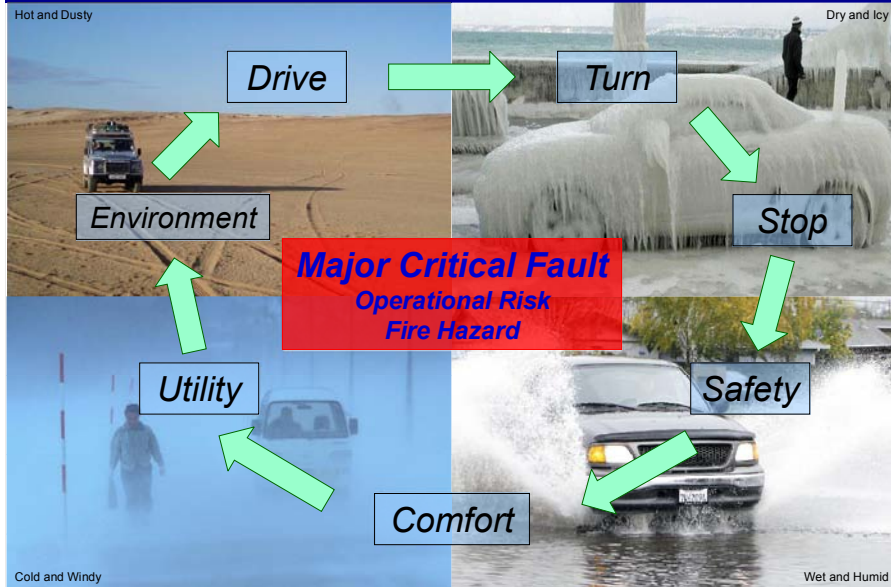 Hot and Dusty
Dry and Icy
Drive
Turn
Environment
Stop
Major Critical Fault
Operational Risk
Fire Hazard
Utility
Safety
Comfort
Cold and Windy
Wet and Humid